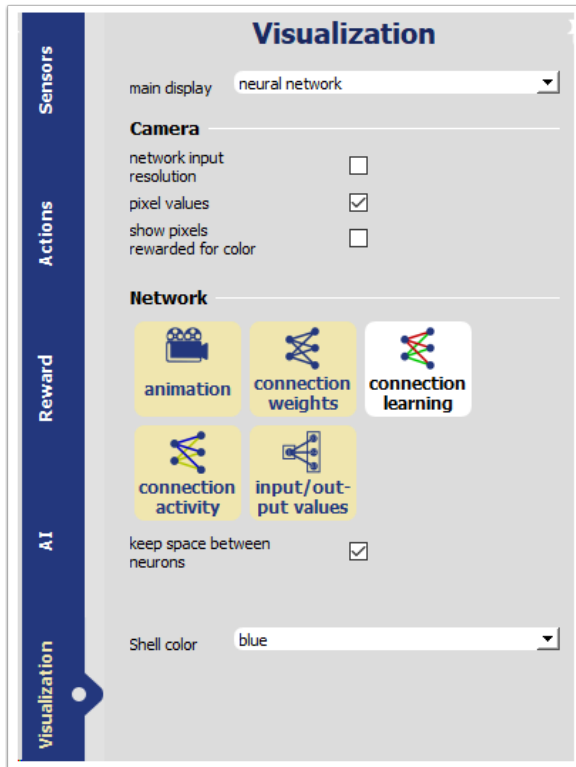 Visualization
Sensors
Actions
Reward
AI
Visualization
main display
neural network
Camera
network input
resolution
pixel values
show pixels
rewarded for color
Network
animation
connection
weights
connection
learning
connection
activity
input/out-
put values
keep space between
neurons
Shell color
blue